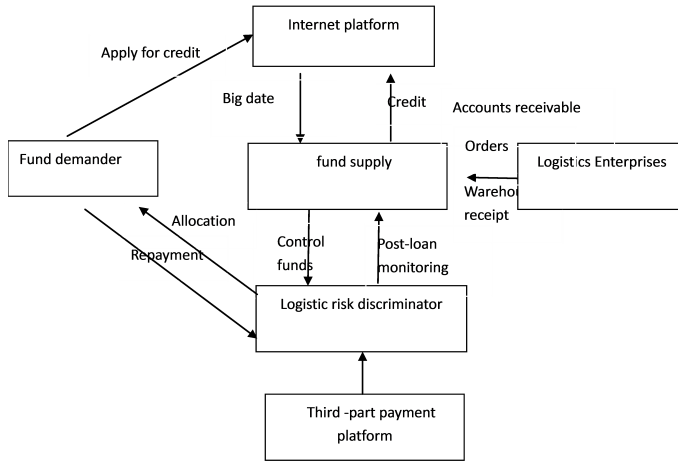 Internet platform
Apply for credit
Big date
Credit
Accounts receivable
Orders
Fund demander
fund supply
Logistics Enterprises
receipt
Allocation
Repayment
Control
funds
Post-loan
monitoring
Logistic risk discriminator
Third -part payment
platform